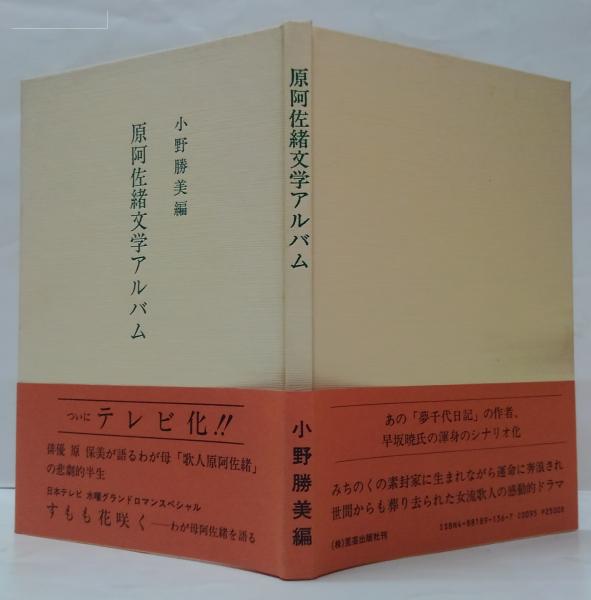 小野勝美編
原阿佐緒文学アルバム
原阿佐緒文学アルバム
ついに テレビ化!!
俳優 原 保美が語るわが母「歌人原阿佐緒」
の悲劇的半生
日本テレビ 水曜グランドロマンスペシャル
すもも花咲く──わが母阿佐緒を語る
小野勝美編
あの「夢千代日記」の作者、
早坂暁氏の渾身のシナリオ化
みちのくの素封家に生まれながら運命に奔浪され
世間からも葬り去られた女流歌人の感動的ドラマ
ISBN4-88189-136-7 C0095 P2500E
(株)至芸出版社刊